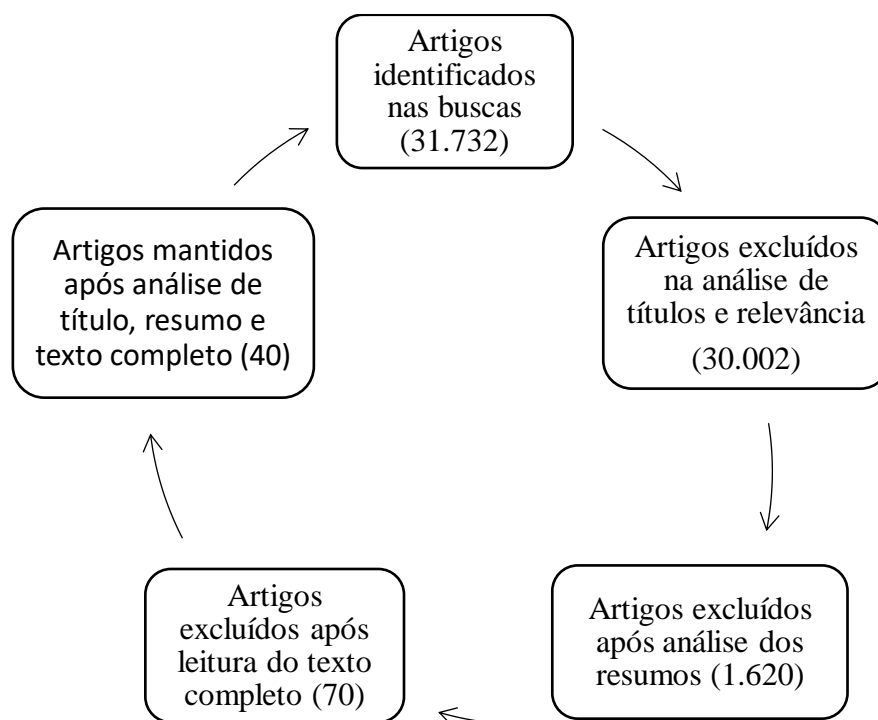 Artigos
identificados
nas buscas
(31.732)
Artigos excluídos
na análise de
títulos e relevância
(30.002)
Artigos excluídos
após análise dos
resumos (1.620)
Artigos
excluídos após
leitura do texto
completo (70)
Artigos mantidos
após análise de
título, resumo e
texto completo (40)